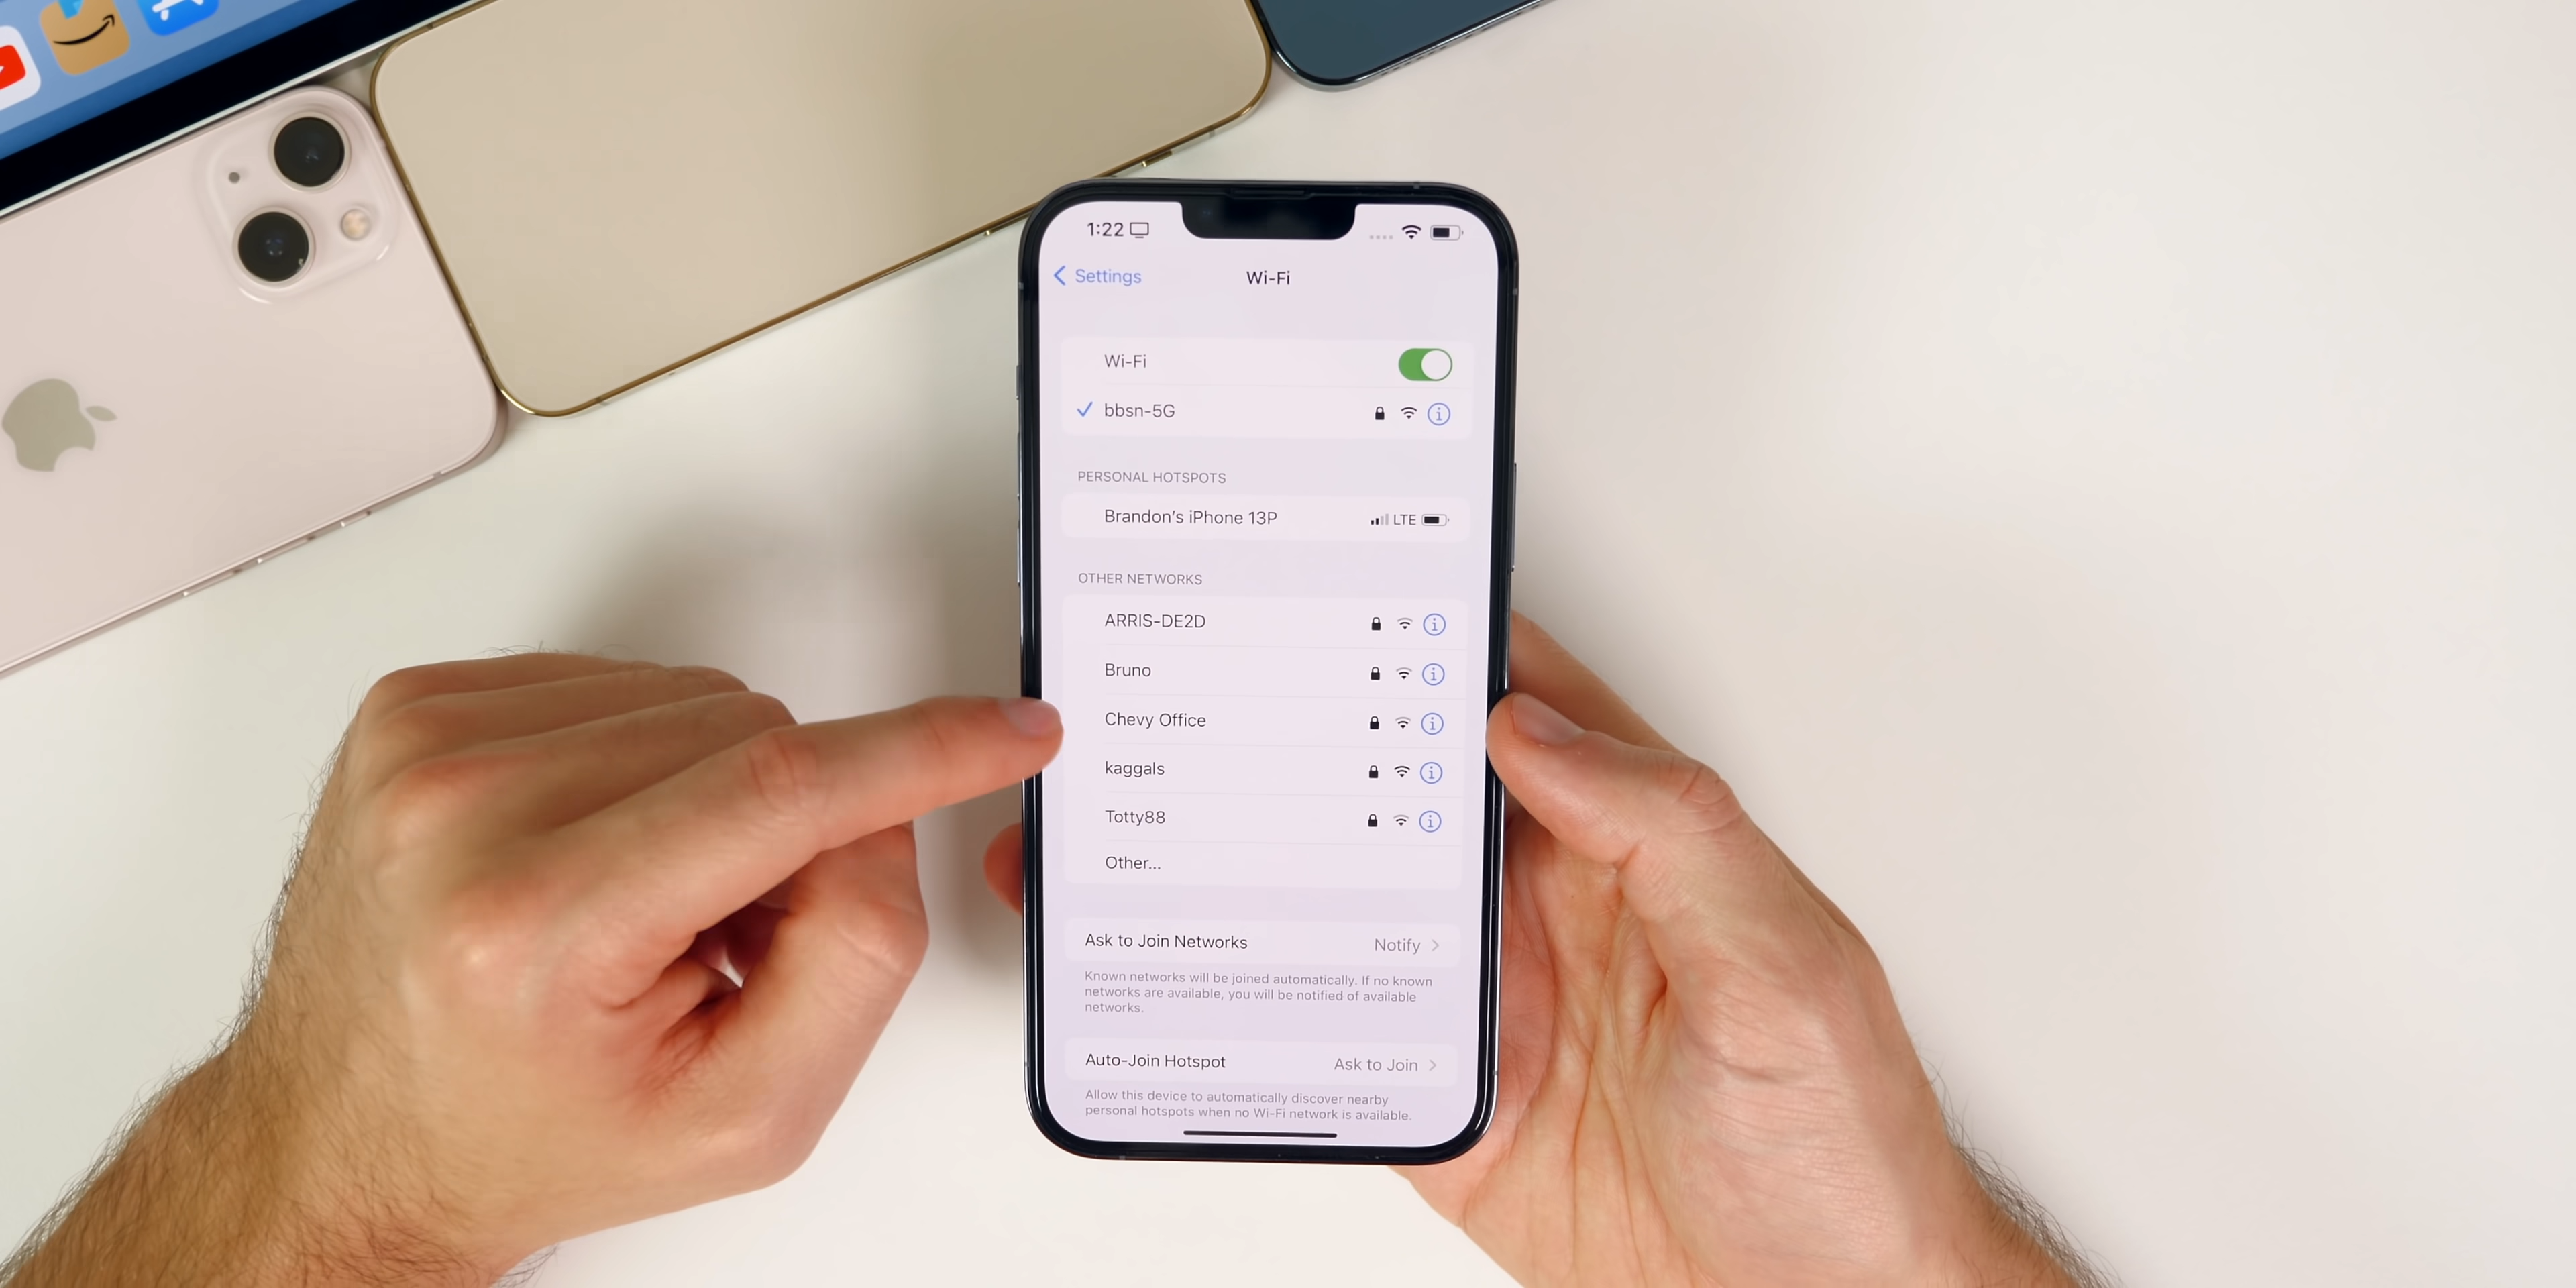 1:22
Settings
Wi-Fi
Wi-Fi
bbsn-5G
PERSONAL HOTSPOTS
Brandon's iPhone 13P
LTE
OTHER NETWORKS
ARRIS-DE2D
Bruno
Chevy Office
kaggals
Totty88
Other...
Ask to Join Networks
Notify
Known networks will be joined automatically. If no known
networks are available, you will be notified of available
networks.
Auto-Join Hotspot
Ask to Join
Allow this device to automatically discover nearby
personal hotspots when no Wi-Fi network is available.